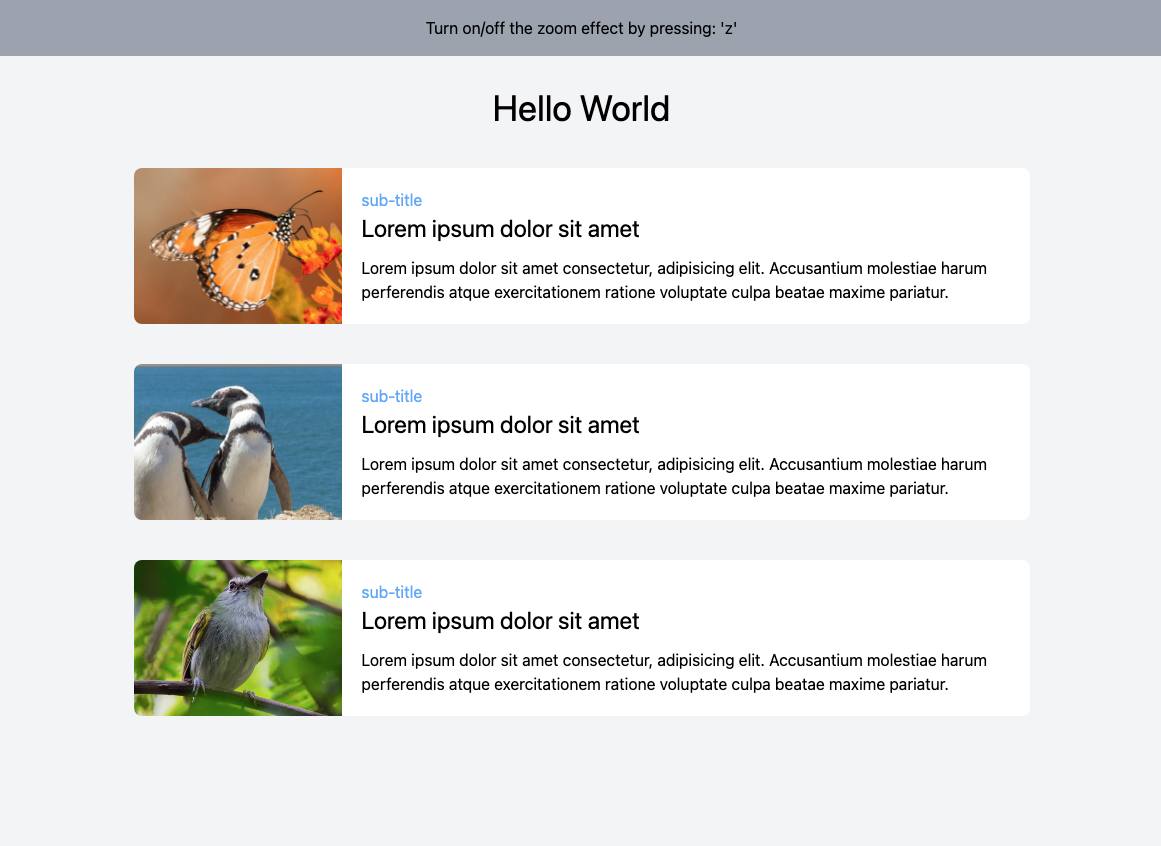 Turn on/off the zoom effect by pressing: 'z'
Hello World
sub-title
Lorem ipsum dolor sit amet
Lorem ipsum dolor sit amet consectetur, adipisicing elit. Accusantium molestiae harum
perferendis atque exercitationem ratione voluptate culpa beatae maxime pariatur.
sub-title
Lorem ipsum dolor sit amet
Lorem ipsum dolor sit amet consectetur, adipisicing elit. Accusantium molestiae harum
perferendis atque exercitationem ratione voluptate culpa beatae maxime pariatur.
sub-title
Lorem ipsum dolor sit amet
Lorem ipsum dolor sit amet consectetur, adipisicing elit. Accusantium molestiae harum
perferendis atque exercitationem ratione voluptate culpa beatae maxime pariatur.